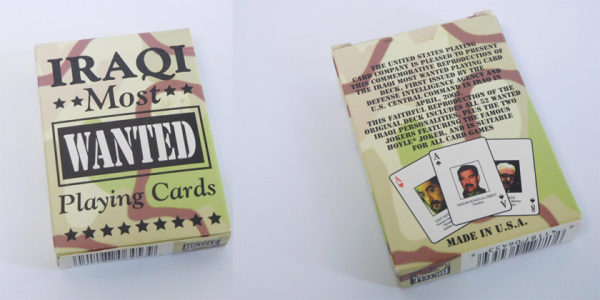 IRAQI
Most
WANTED
Playing Cards
THE UNITED STATES PLAYING
CARD COMPANY IS PLEASED TO PRESENT
THIS COMMEMORATIVE REPRODUCTION OF
THE IRAQI MOST WANTED PLAYING CARD
DECK, FIRST ISSUED BY THE
DEFENSE INTELLIGENCE AGENCY AND
U.S. CENTRAL COMMAND IN IRAQ IN
APRIL, 2003.
THIS FAITHFUL REPRODUCTION OF THE
ORIGINAL DECK INCLUDES ALL 52 WANTED
IRAQI PERSONALITIES, PLUS THE TWO
JOKERS FEATURING THE FAMOUS
HOYLE® JOKER, AND IS SUITABLE
FOR ALL CARD GAMES
A
A
A
8
MADE IN U.S.A.